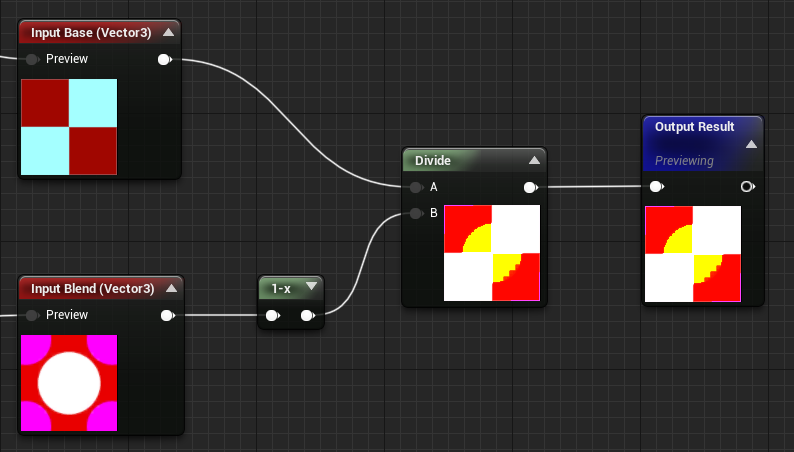 Input Base (Vector3)
Preview
Divide
A
B
Output Result
Previewing
Input Blend (Vector3)
Preview
1-x